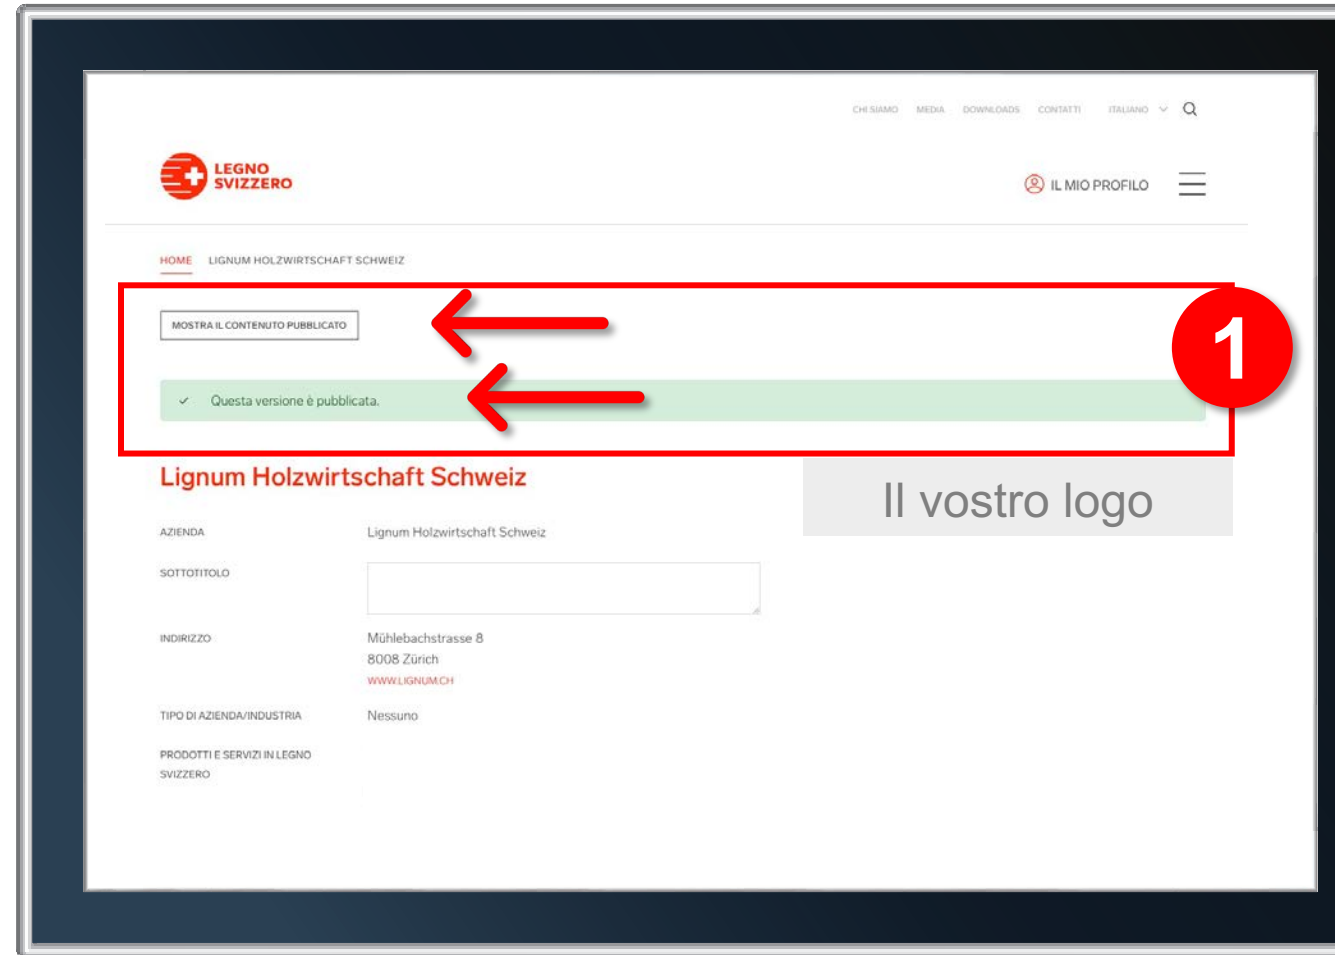 CHI SIAMO MEDIA DOWNLOADS CONTATTI ITALIANO
LEGNO
SVIZZERO
IL MIO PROFILO
HOME LIGNUM HOLZWIRTSCHAFT SCHWEIZ
MOSTRA IL CONTENUTO PUBBLICATO
1
Questa versione è pubblicata.
Lignum Holzwirtschaft Schweiz
Il vostro logo
AZIENDA Lignum Holzwirtschaft Schweiz
SOTTOTITOLO
INDIRIZZO Mühlebachstrasse 8
8008 Zürich
WWW.LIGNUM.CH
TIPO DI AZIENDA/INDUSTRIA Nessuno
PRODOTTI E SERVIZI IN LEGNO
SVIZZERO